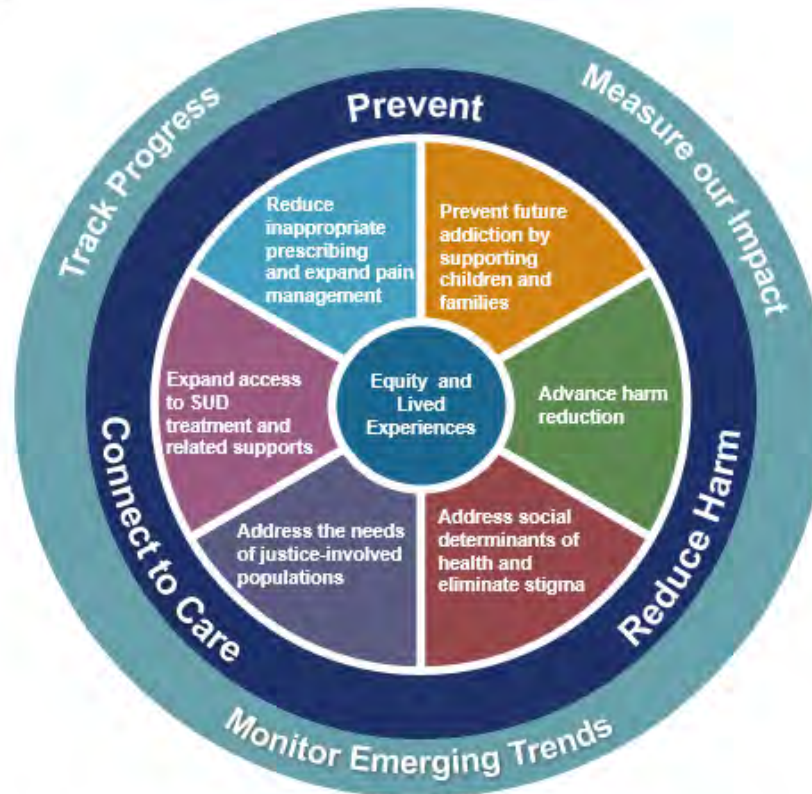 Track Progress
Measure our Impact
Prevent
Reduce
inappropriate
prescribing
and expand pain
management
Prevent future
addiction by
supporting
children and
families
Expand access
to SUD
treatment and
related supports
Equity and
Lived
Experiences
Advance harm
reduction
Address the needs
of justice-involved
populations
Address social
determinants of
health and
eliminate stigma
Connect to Care
Reduce Harm
Monitor Emerging Trends